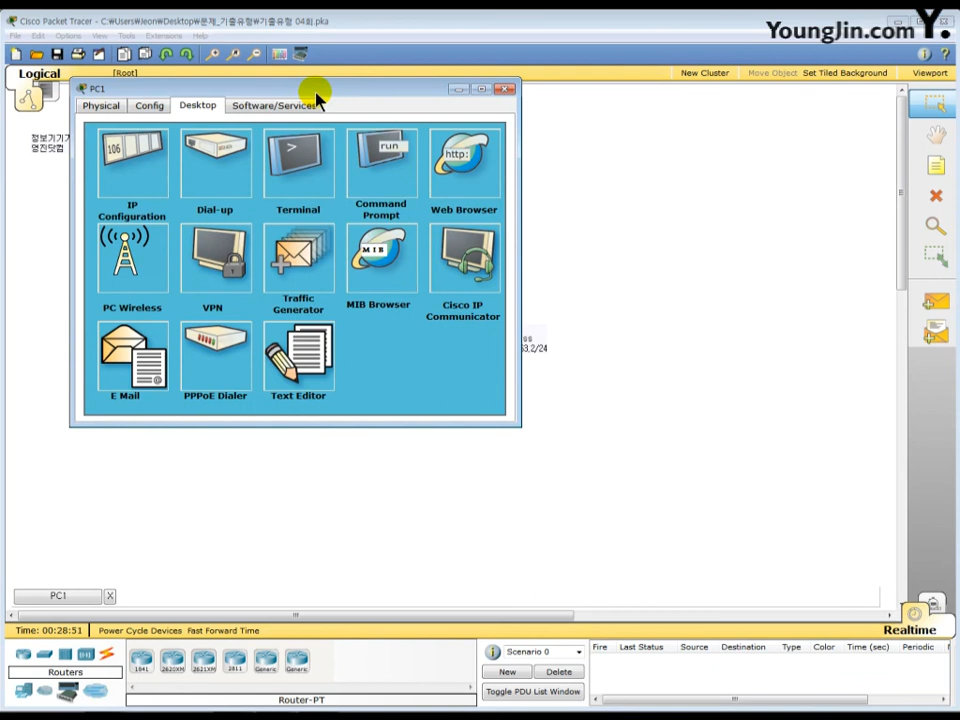 Cisco Packet Tracer - C:\Users\Jeon\Desktop\문제_기출유형\기출유형 04회.pka
YoungJin.com Y.
File Edit Options View Tools Extensions Help
Logical
[Root]
New Cluster
Move Object
Set Tiled Background
Viewport
PC1
Physical
Config
Desktop
Software/Services
정보기기
영진닷컴
106
>
run
http:
IP Configuration
Dial-up
Terminal
Command Prompt
Web Browser
MIB
PC Wireless
VPN
Traffic Generator
MIB Browser
Cisco IP Communicator
ss
63.2/24
E Mail
PPPoE Dialer
Text Editor
PC1
X
Time: 00:28:51
Power Cycle Devices Fast Forward Time
Realtime
Routers
1841
2620XM
2621XM
2811
Generic
Generic
Router-PT
Scenario 0
New
Delete
Toggle PDU List Window
Fire
Last Status
Source
Destination
Type
Color
Time (sec)
Periodic